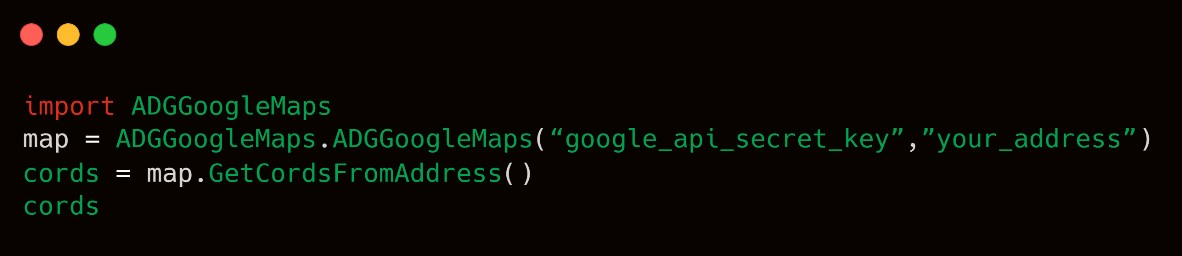 import ADGGoogleMaps
map = ADGGoogleMaps.ADGGoogleMaps(“google_api_secret_key”,”your_address”)
cords = map.GetCordsFromAddress()
cords